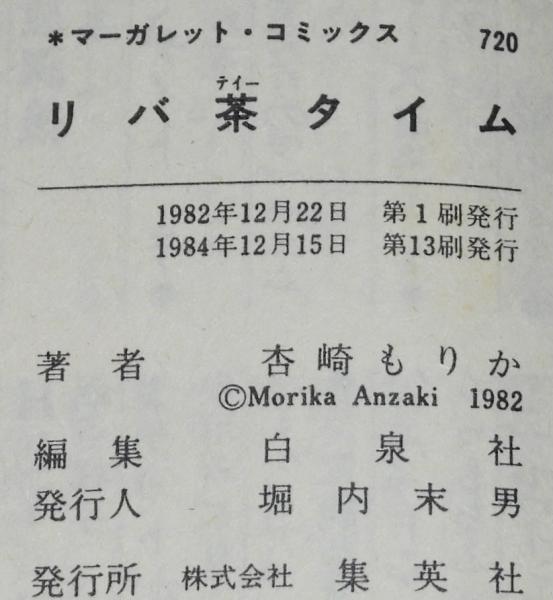 *マーガレット・コミックス 720
テイー
リバ茶タイム
1982年12月22日 第1刷発行
1984年12月15日 第13刷発行
著者 杏崎もりか
©Morika Anzaki 1982
編集 白泉社
発行人 堀内末男
発行所 株式会社 集英社